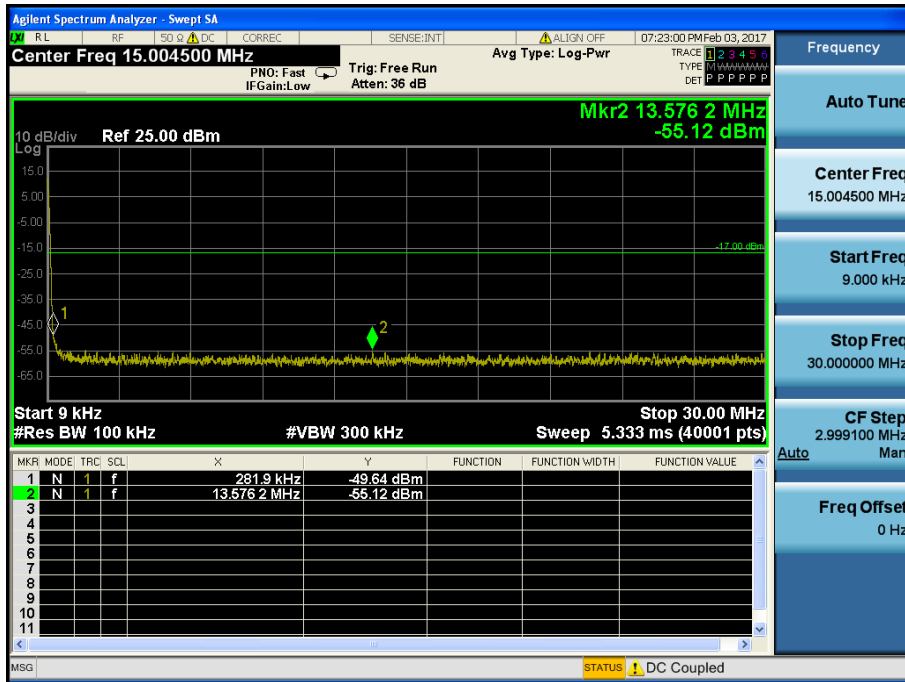 Agilent Spectrum Analyzer - Swept SA
LXI RL RF 50 Ω DC CORREC SENSE:INT ALIGN OFF 07:23:00 PM Feb 03, 2017
Center Freq 15.004500 MHz
PNO: Fast
IFGain:Low
Trig: Free Run
Atten: 36 dB
Avg Type: Log-Pwr
TRACE 1 2 3 4 5 6
TYPE M WWWWW
DET P P P P P P
Mkr2 13.576 2 MHz
-55.12 dBm
10 dB/div Ref 25.00 dBm
Log
15.0
5.00
-5.00
-15.0
-17.00 dBm
-25.0
-35.0
-45.0
-55.0
-65.0
1
2
Start 9 kHz Stop 30.00 MHz
#Res BW 100 kHz #VBW 300 kHz Sweep 5.333 ms (40001 pts)
MKR MODE TRC SCL X Y FUNCTION FUNCTION WIDTH FUNCTION VALUE
1 N 1 f 281.9 kHz -49.64 dBm
2 N 1 f 13.576 2 MHz -55.12 dBm
3
4
5
6
7
8
9
10
11
MSG STATUS DC Coupled
Frequency
Auto Tune
Center Freq
15.004500 MHz
Start Freq
9.000 kHz
Stop Freq
30.000000 MHz
CF Step
2.999100 MHz
Auto Man
Freq Offset
0 Hz